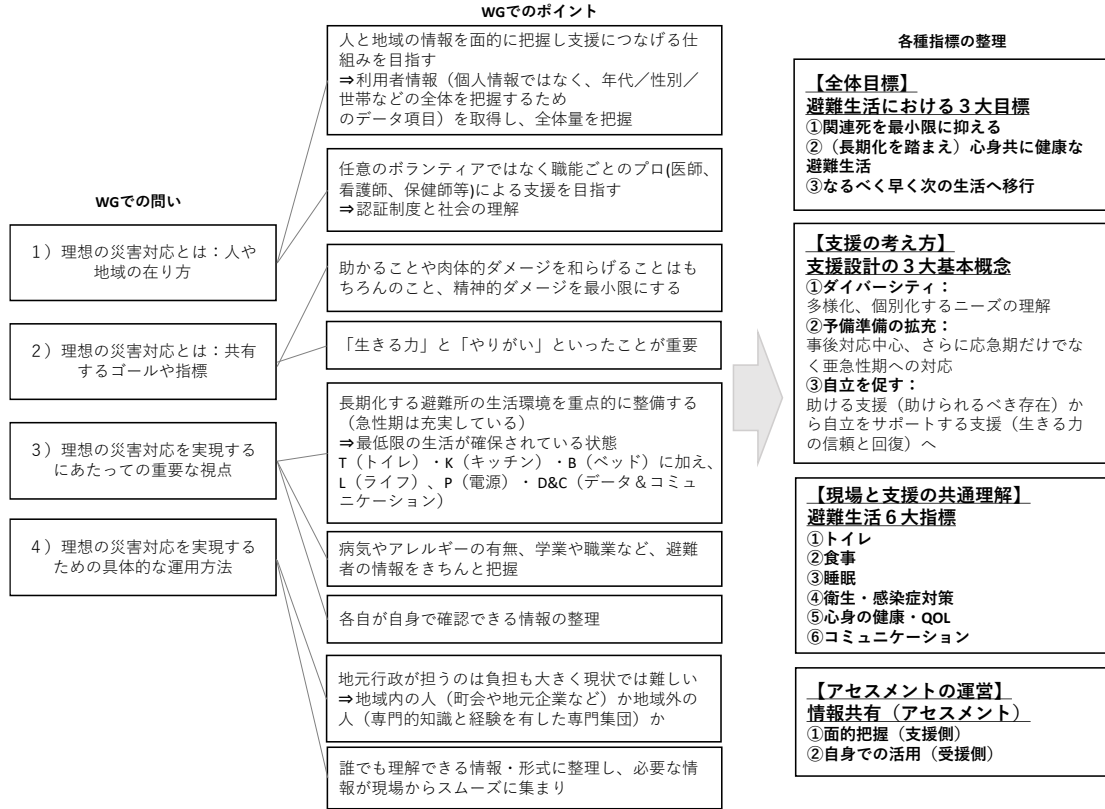 WGでの問い
1）理想の災害対応とは：人や
地域の在り方
2）理想の災害対応とは：共有
するゴールや指標
3）理想の災害対応を実現する
にあたっての重要な視点
4）理想の災害対応を実現する
ための具体的な運用方法
WGでのポイント
人と地域の情報を面的に把握し支援につなげる仕
組みを目指す
⇒利用者情報（個人情報ではなく、年代／性別／
世帯などの全体を把握するため
のデータ項目）を取得し、全体量を把握
任意のボランティアではなく職能ごとのプロ(医師、
看護師、保健師等)による支援を目指す
⇒認証制度と社会の理解
助かることや肉体的ダメージを和らげることはも
ちろんのこと、精神的ダメージを最小限にする
「生きる力」と「やりがい」といったことが重要
長期化する避難所の生活環境を重点的に整備する
（急性期は充実している）
⇒最低限の生活が確保されている状態
T（トイレ）・K（キッチン）・B（ベッド）に加え、
L（ライフ）、P（電源）・ D&C（データ＆コミュ
ニケーション）
病気やアレルギーの有無、学業や職業など、避難
者の情報をきちんと把握
各自が自身で確認できる情報の整理
地元行政が担うのは負担も大きく現状では難しい
⇒地域内の人（町会や地元企業など）か地域外の
人（専門的知識と経験を有した専門集団）か
誰でも理解できる情報・形式に整理し、必要な情
報が現場からスムーズに集まり
各種指標の整理
【全体目標】
避難生活における３大目標
①関連死を最小限に抑える
②（長期化を踏まえ）心身共に健康な
避難生活
③なるべく早く次の生活へ移行
【支援の考え方】
支援設計の３大基本概念
①ダイバーシティ：
多様化、個別化するニーズの理解
②予備準備の拡充：
事後対応中心、さらに応急期だけでな
く亜急性期への対応
③自立を促す：
助ける支援（助けられるべき存在）か
ら自立をサポートする支援（生きる力
の信頼と回復）へ
【現場と支援の共通理解】
避難生活６大指標
①トイレ
②食事
③睡眠
④衛生・感染症対策
⑤心身の健康・QOL
⑥コミュニケーション
【アセスメントの運営】
情報共有（アセスメント）
①面的把握（支援側）
②自身での活用（受援側）